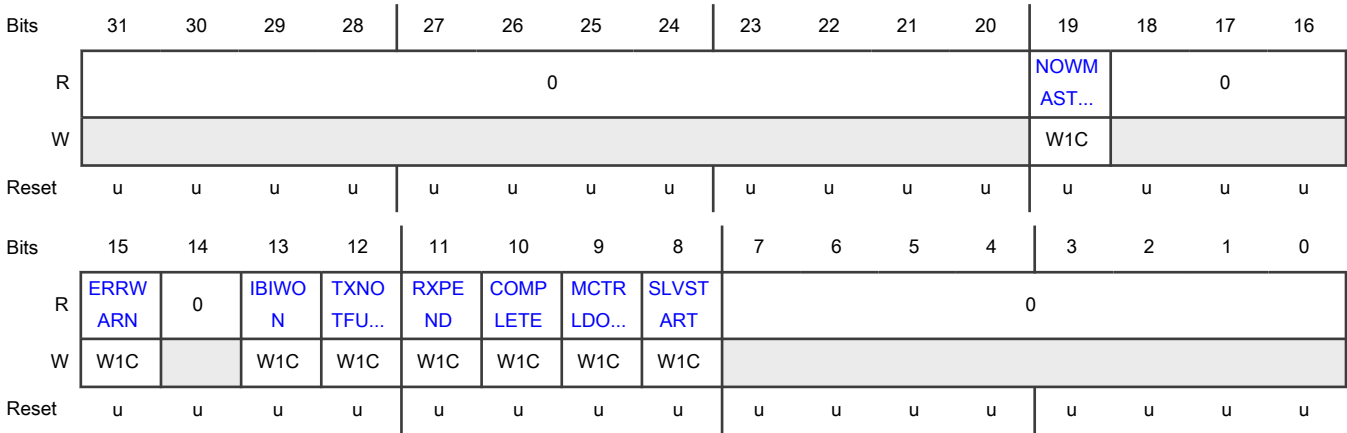 Bits 31 30 29 28 27 26 25 24 23 22 21 20 19 18 17 16
R 0 NOWM AST... 0
W W1C
Reset u u u u u u u u u u u u u u u u
Bits 15 14 13 12 11 10 9 8 7 6 5 4 3 2 1 0
R ERRW ARN 0 IBIWO N TXNO TFU... RXPE ND COMP LETE MCTR LDO... SLVST ART 0
W W1C W1C W1C W1C W1C W1C W1C
Reset u u u u u u u u u u u u u u u u